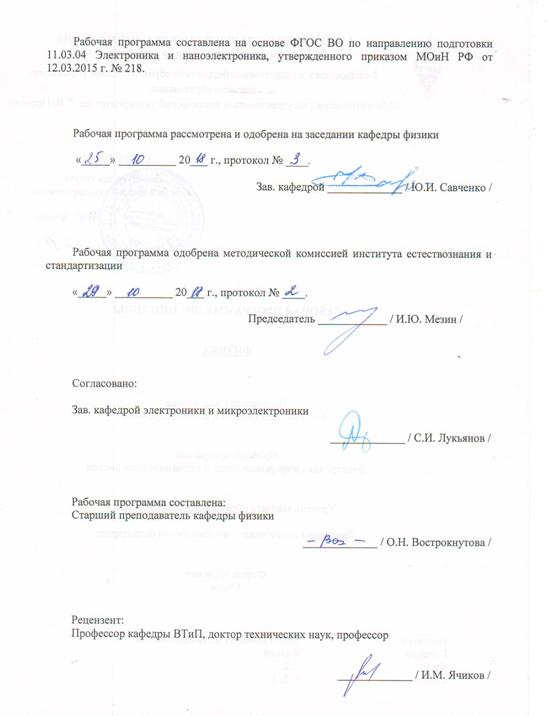 Рабочая программа составлена на основе ФГОС ВО по направлению подготовки
11.03.04 Электроника и наноэлектроника, утвержденного приказом МОиН РФ от
12.03.2015 г. № 218.
Рабочая программа рассмотрена и одобрена на заседании кафедры физики
«25» 10 2018 г., протокол № 3.
Зав. кафедрой / Ю.И. Савченко /
Рабочая программа одобрена методической комиссией института естествознания и
стандартизации
«29» 10 2018 г., протокол № 2.
Председатель / И.Ю. Мезин /
Согласовано:
Зав. кафедрой электроники и микроэлектроники
/ С.И. Лукьянов /
Рабочая программа составлена:
Старший преподаватель кафедры физики
/ О.Н. Вострокнутова /
Рецензент:
Профессор кафедры ВТиП, доктор технических наук, профессор
/ И.М. Ячиков /